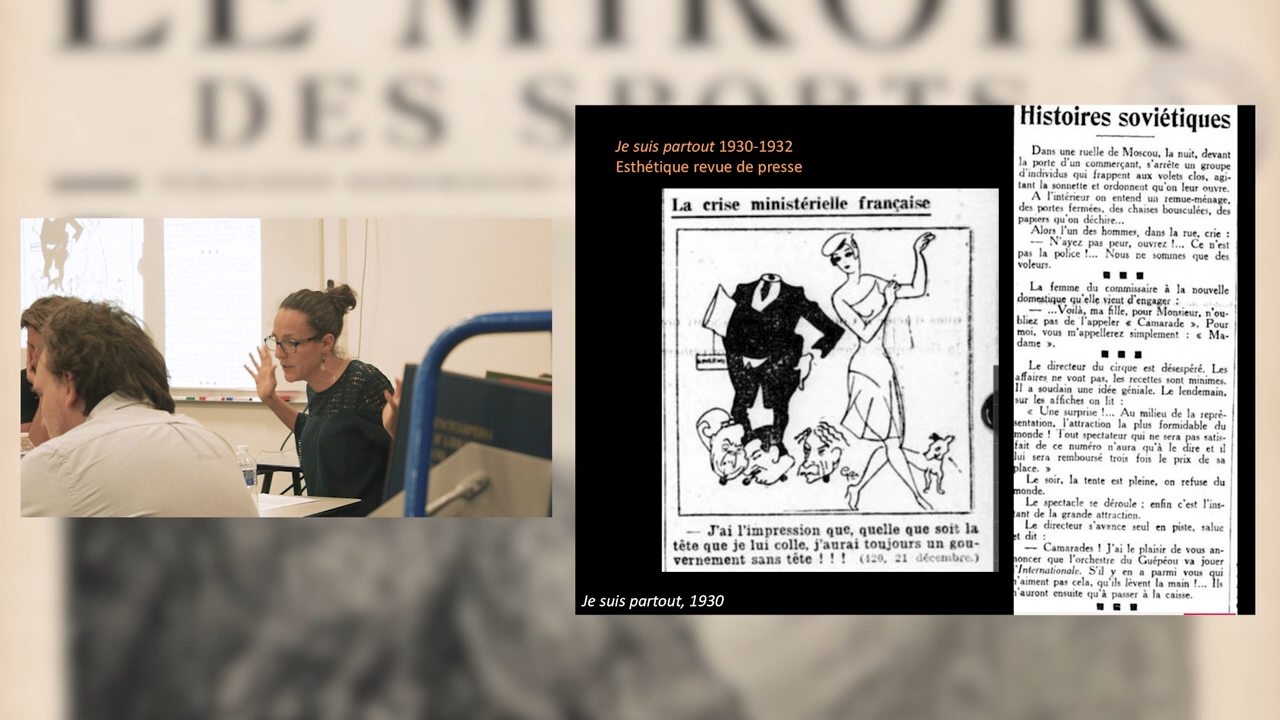 LE MIROIR
DES SPORTS
Je suis partout 1930-1932
Esthétique revue de presse
La crise ministérielle française
— J'ai l'impression que, quelle que soit la
tête que je lui colle, j'aurai toujours un gou-
vernement sans tête ! ! ! (120, 21 décembre.)
Je suis partout, 1930
Histoires soviétiques
Dans une ruelle de Moscou, la nuit, devant
la porte d'un commerçant, s'arrête un groupe
d'individus qui frappent aux volets clos, agi-
tant la sonnette et ordonnent qu'on leur ouvre.
A l'intérieur on entend un remue-ménage,
des portes fermées, des chaises bousculées, des
papiers qu'on déchire...
Alors l'un des hommes, dans la rue, crie :
— N'ayez pas peur, ouvrez !... Ce n'est
pas la police !... Nous ne sommes que des
voleurs.
La femme du commissaire à la nouvelle
domestique qu'elle vient d'engager :
— ...Voilà, ma fille, pour Monsieur, n'ou-
bliez pas de l'appeler « Camarade ». Pour
moi, vous m'appellerez simplement : « Ma-
dame ».
Le directeur du cirque est désespéré. Les
affaires ne vont pas, les recettes sont minimes.
Il a soudain une idée géniale. Le lendemain,
sur les affiches on lit :
« Une surprise !... Au milieu de la repré-
sentation, l'attraction la plus formidable du
monde ! Tout spectateur qui ne sera pas satis-
fait de ce numéro n'aura qu'à le dire et il
lui sera remboursé trois fois le prix de sa
place. »
Le soir, la tente est pleine, on refuse du
monde.
Le spectacle se déroule ; enfin c'est l'ins-
tant de la grande attraction.
Le directeur s'avance seul en piste, salue
et dit :
— Camarades ! J'ai le plaisir de vous an-
noncer que l'orchestre du Guépéou va jouer
l'Internationale. S'il y en a parmi vous qui
n'aiment pas cela, qu'ils lèvent la main !... Ils
n'auront ensuite qu'à passer à la caisse.